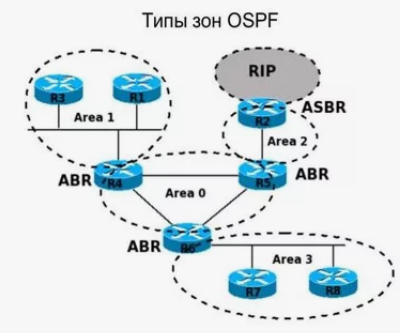 Типы зон OSPF
RIP
R3
R1
ASBR
R2
Area 1
Area 2
ABR
R4
R5
ABR
Area 0
ABR
R6
Area 3
R7
R8